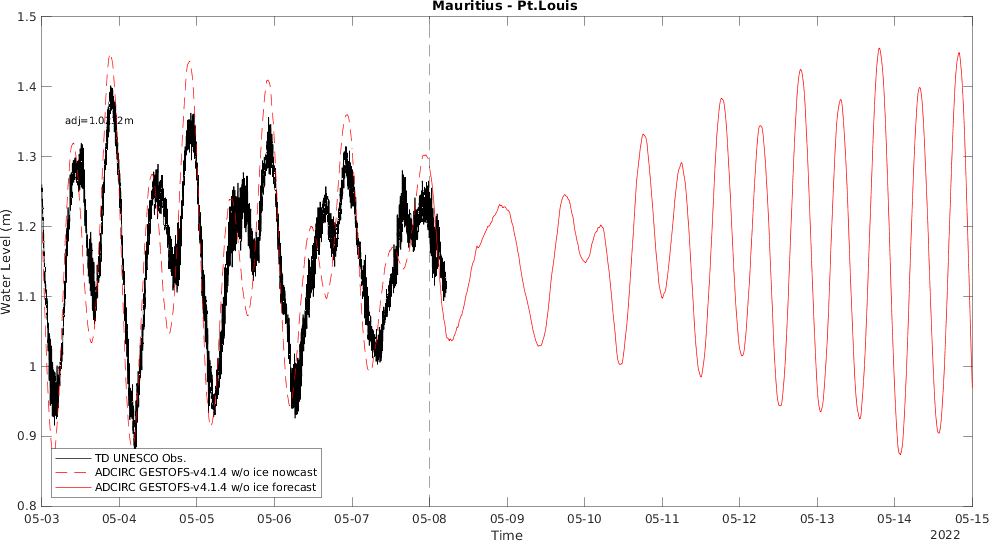 Mauritius - Pt.Louis
1.5
1.4
1.3
1.2
1.1
1
0.9
0.8
Water Level (m)
TD UNESCO Obs.
ADCIRC GESTOFS-v4.1.4 w/o ice nowcast
ADCIRC GESTOFS-v4.1.4 w/o ice forecast
05-03 05-04 05-05 05-06 05-07 05-08 05-09 05-10 05-11 05-12 05-13 05-14 05-15
Time
2022